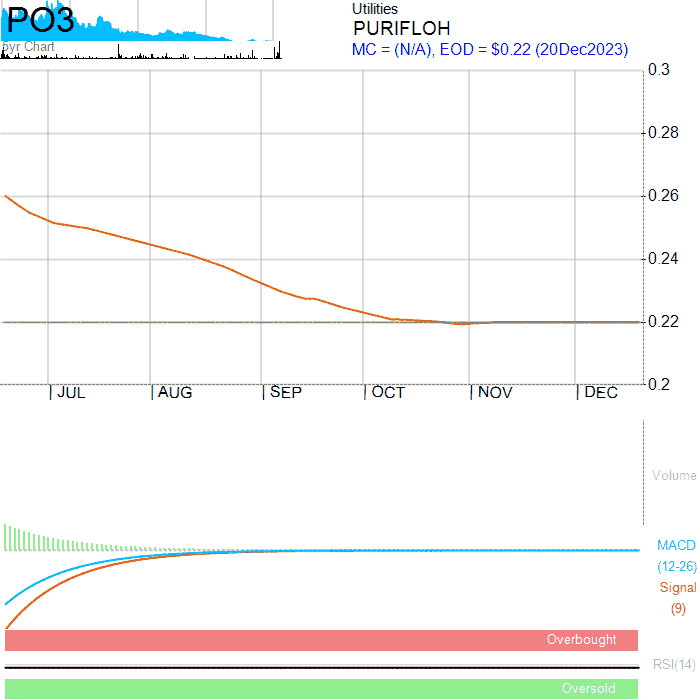 PO3
5yr Chart
Utilities
PURIFLOH
MC = (N/A), EOD = $0.22 (20Dec2023)
0.3
0.28
0.26
0.24
0.22
0.2
JUL AUG SEP OCT NOV DEC
Volume
MACD
(12-26)
Signal
(9)
Overbought
RSI(14)
Oversold